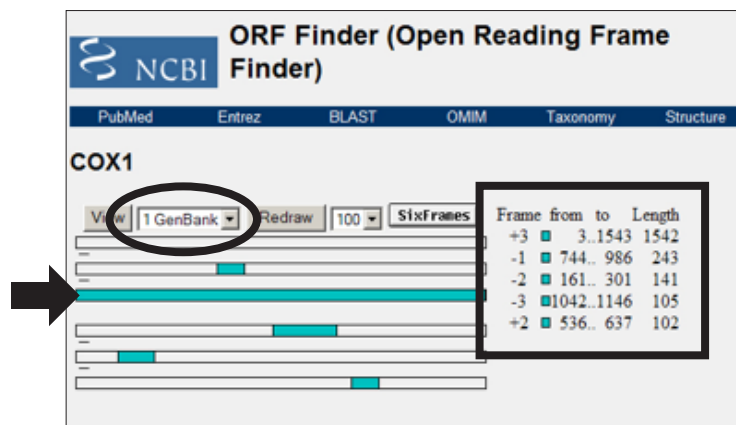 NCBI
ORF Finder (Open Reading Frame
Finder)
PubMed Entrez BLAST OMIM Taxonomy Structure
COX1
View 1 GenBank Redraw 100 SixFrames
Frame from to Length
+3 3..1543 1542
-1 744.. 986 243
-2 161.. 301 141
-3 1042..1146 105
+2 536.. 637 102